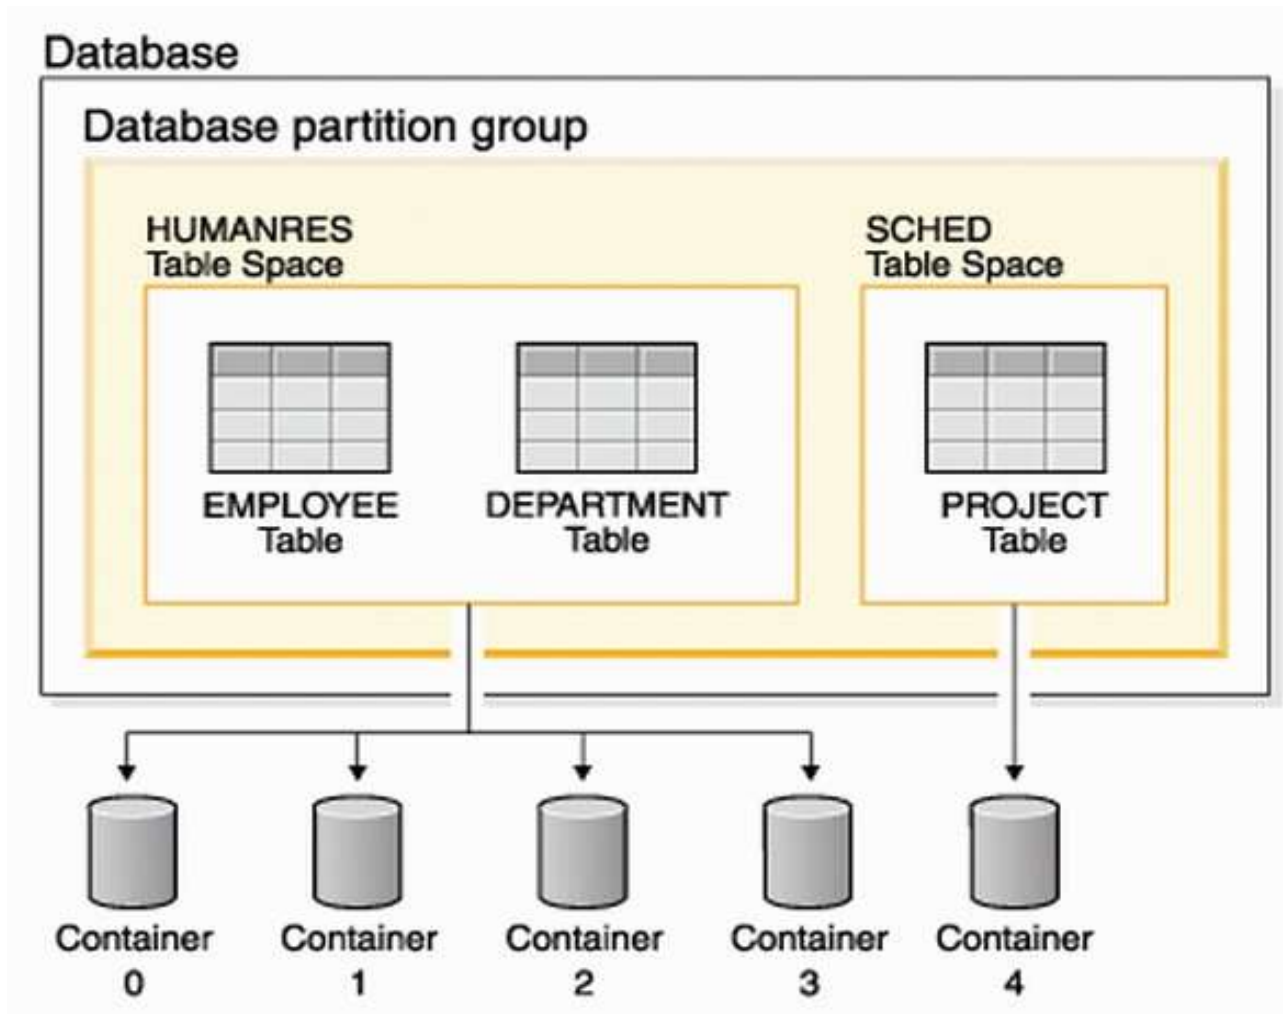 Database
Database partition group
HUMANRES
Table Space
SCHED
Table Space
EMPLOYEE
Table
DEPARTMENT
Table
PROJECT
Table
Container
0
Container
1
Container
2
Container
3
Container
4